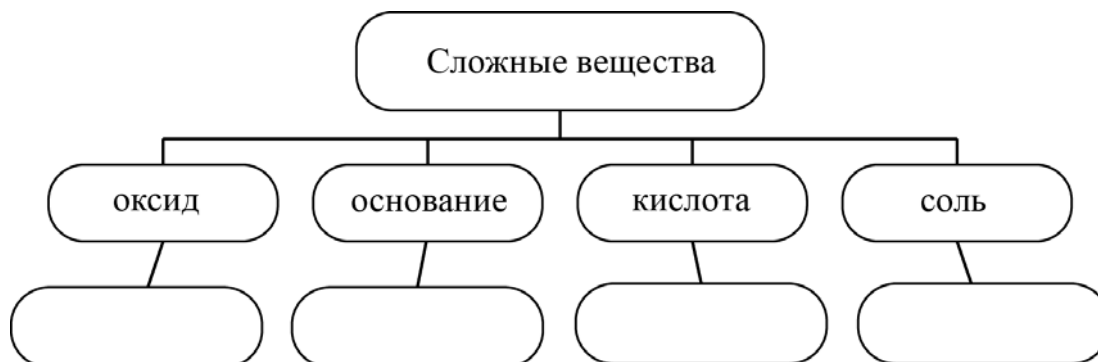 Сложные вещества
оксид
основание
кислота
соль